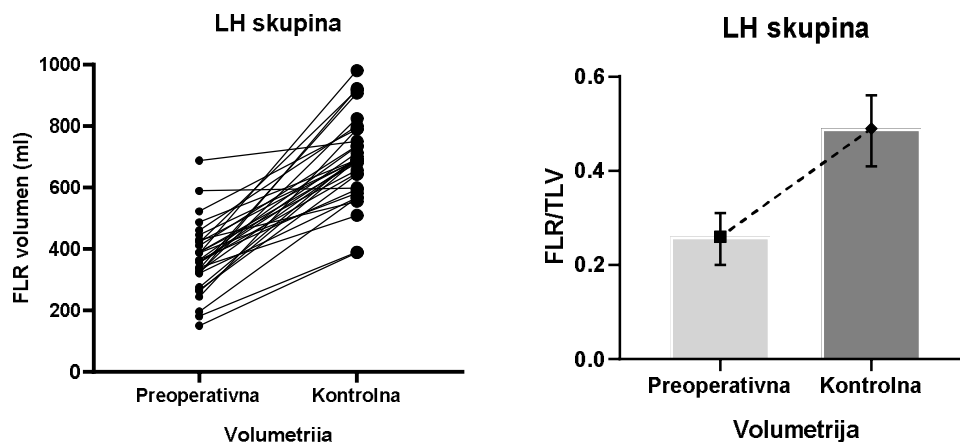 LH skupina
FLR volumen (ml)
1000
800
600
400
200
0
Preoperativna Kontrolna
Volumetrija
LH skupina
FLR/TLV
0.6
0.4
0.2
0.0
Preoperativna Kontrolna
Volumetrija